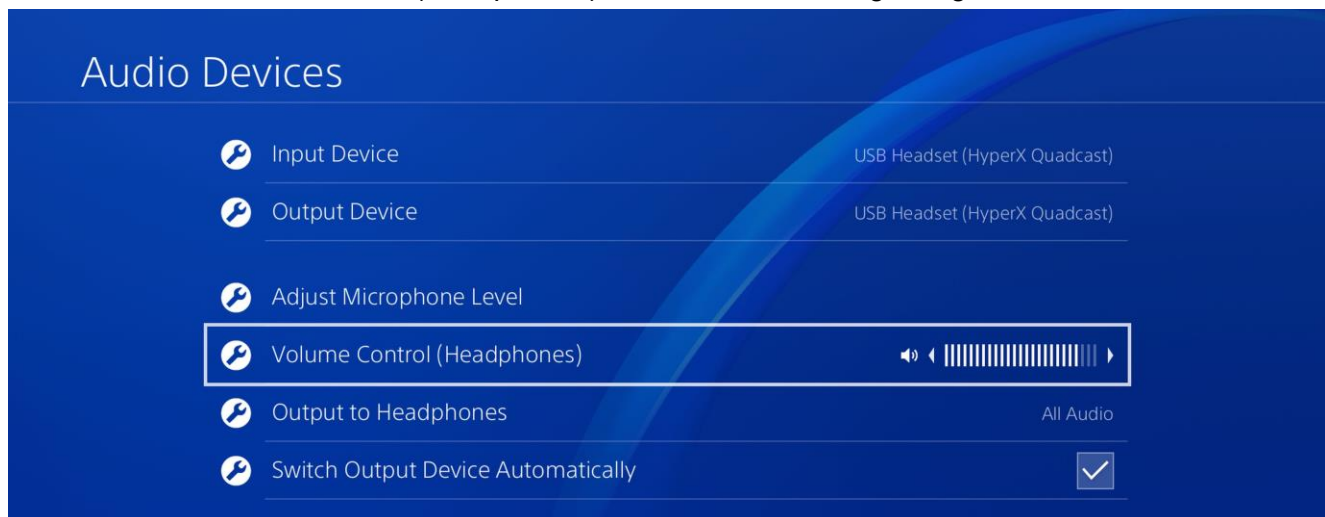 Audio Devices
Input Device USB Headset (HyperX Quadcast)
Output Device USB Headset (HyperX Quadcast)
Adjust Microphone Level
Volume Control (Headphones)
Output to Headphones All Audio
Switch Output Device Automatically